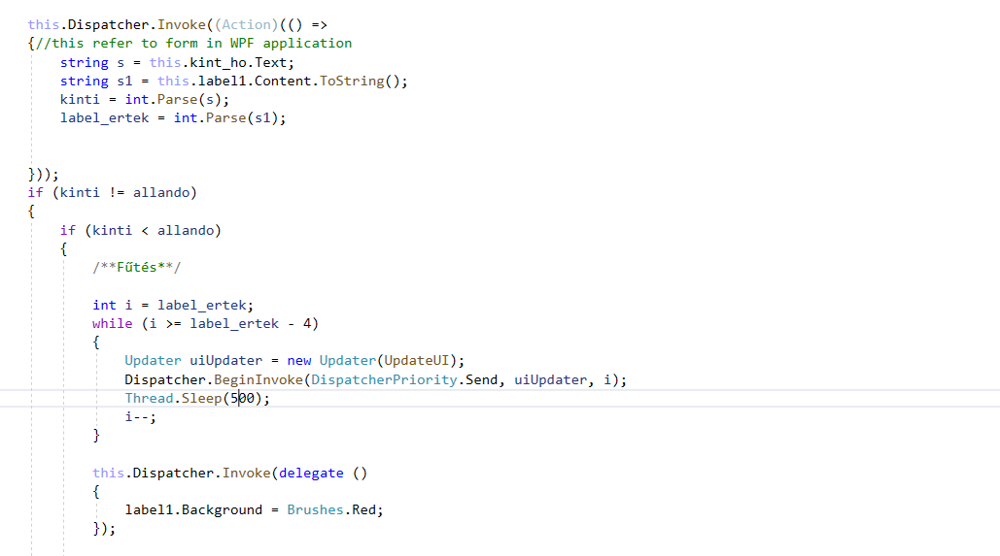 this.Dispatcher.Invoke((Action)(() =>
{//this refer to form in WPF application
string s = this.kint_ho.Text;
string s1 = this.label1.Content.ToString();
kinti = int.Parse(s);
label_ertek = int.Parse(s1);
}));
if (kinti != allando)
{
if (kinti < allando)
{
/**Fűtés**/
int i = label_ertek;
while (i >= label_ertek - 4)
{
Updater uiUpdater = new Updater(UpdateUI);
Dispatcher.BeginInvoke(DispatcherPriority.Send, uiUpdater, i);
Thread.Sleep(500);
i--;
}
this.Dispatcher.Invoke(delegate ()
{
label1.Background = Brushes.Red;
});